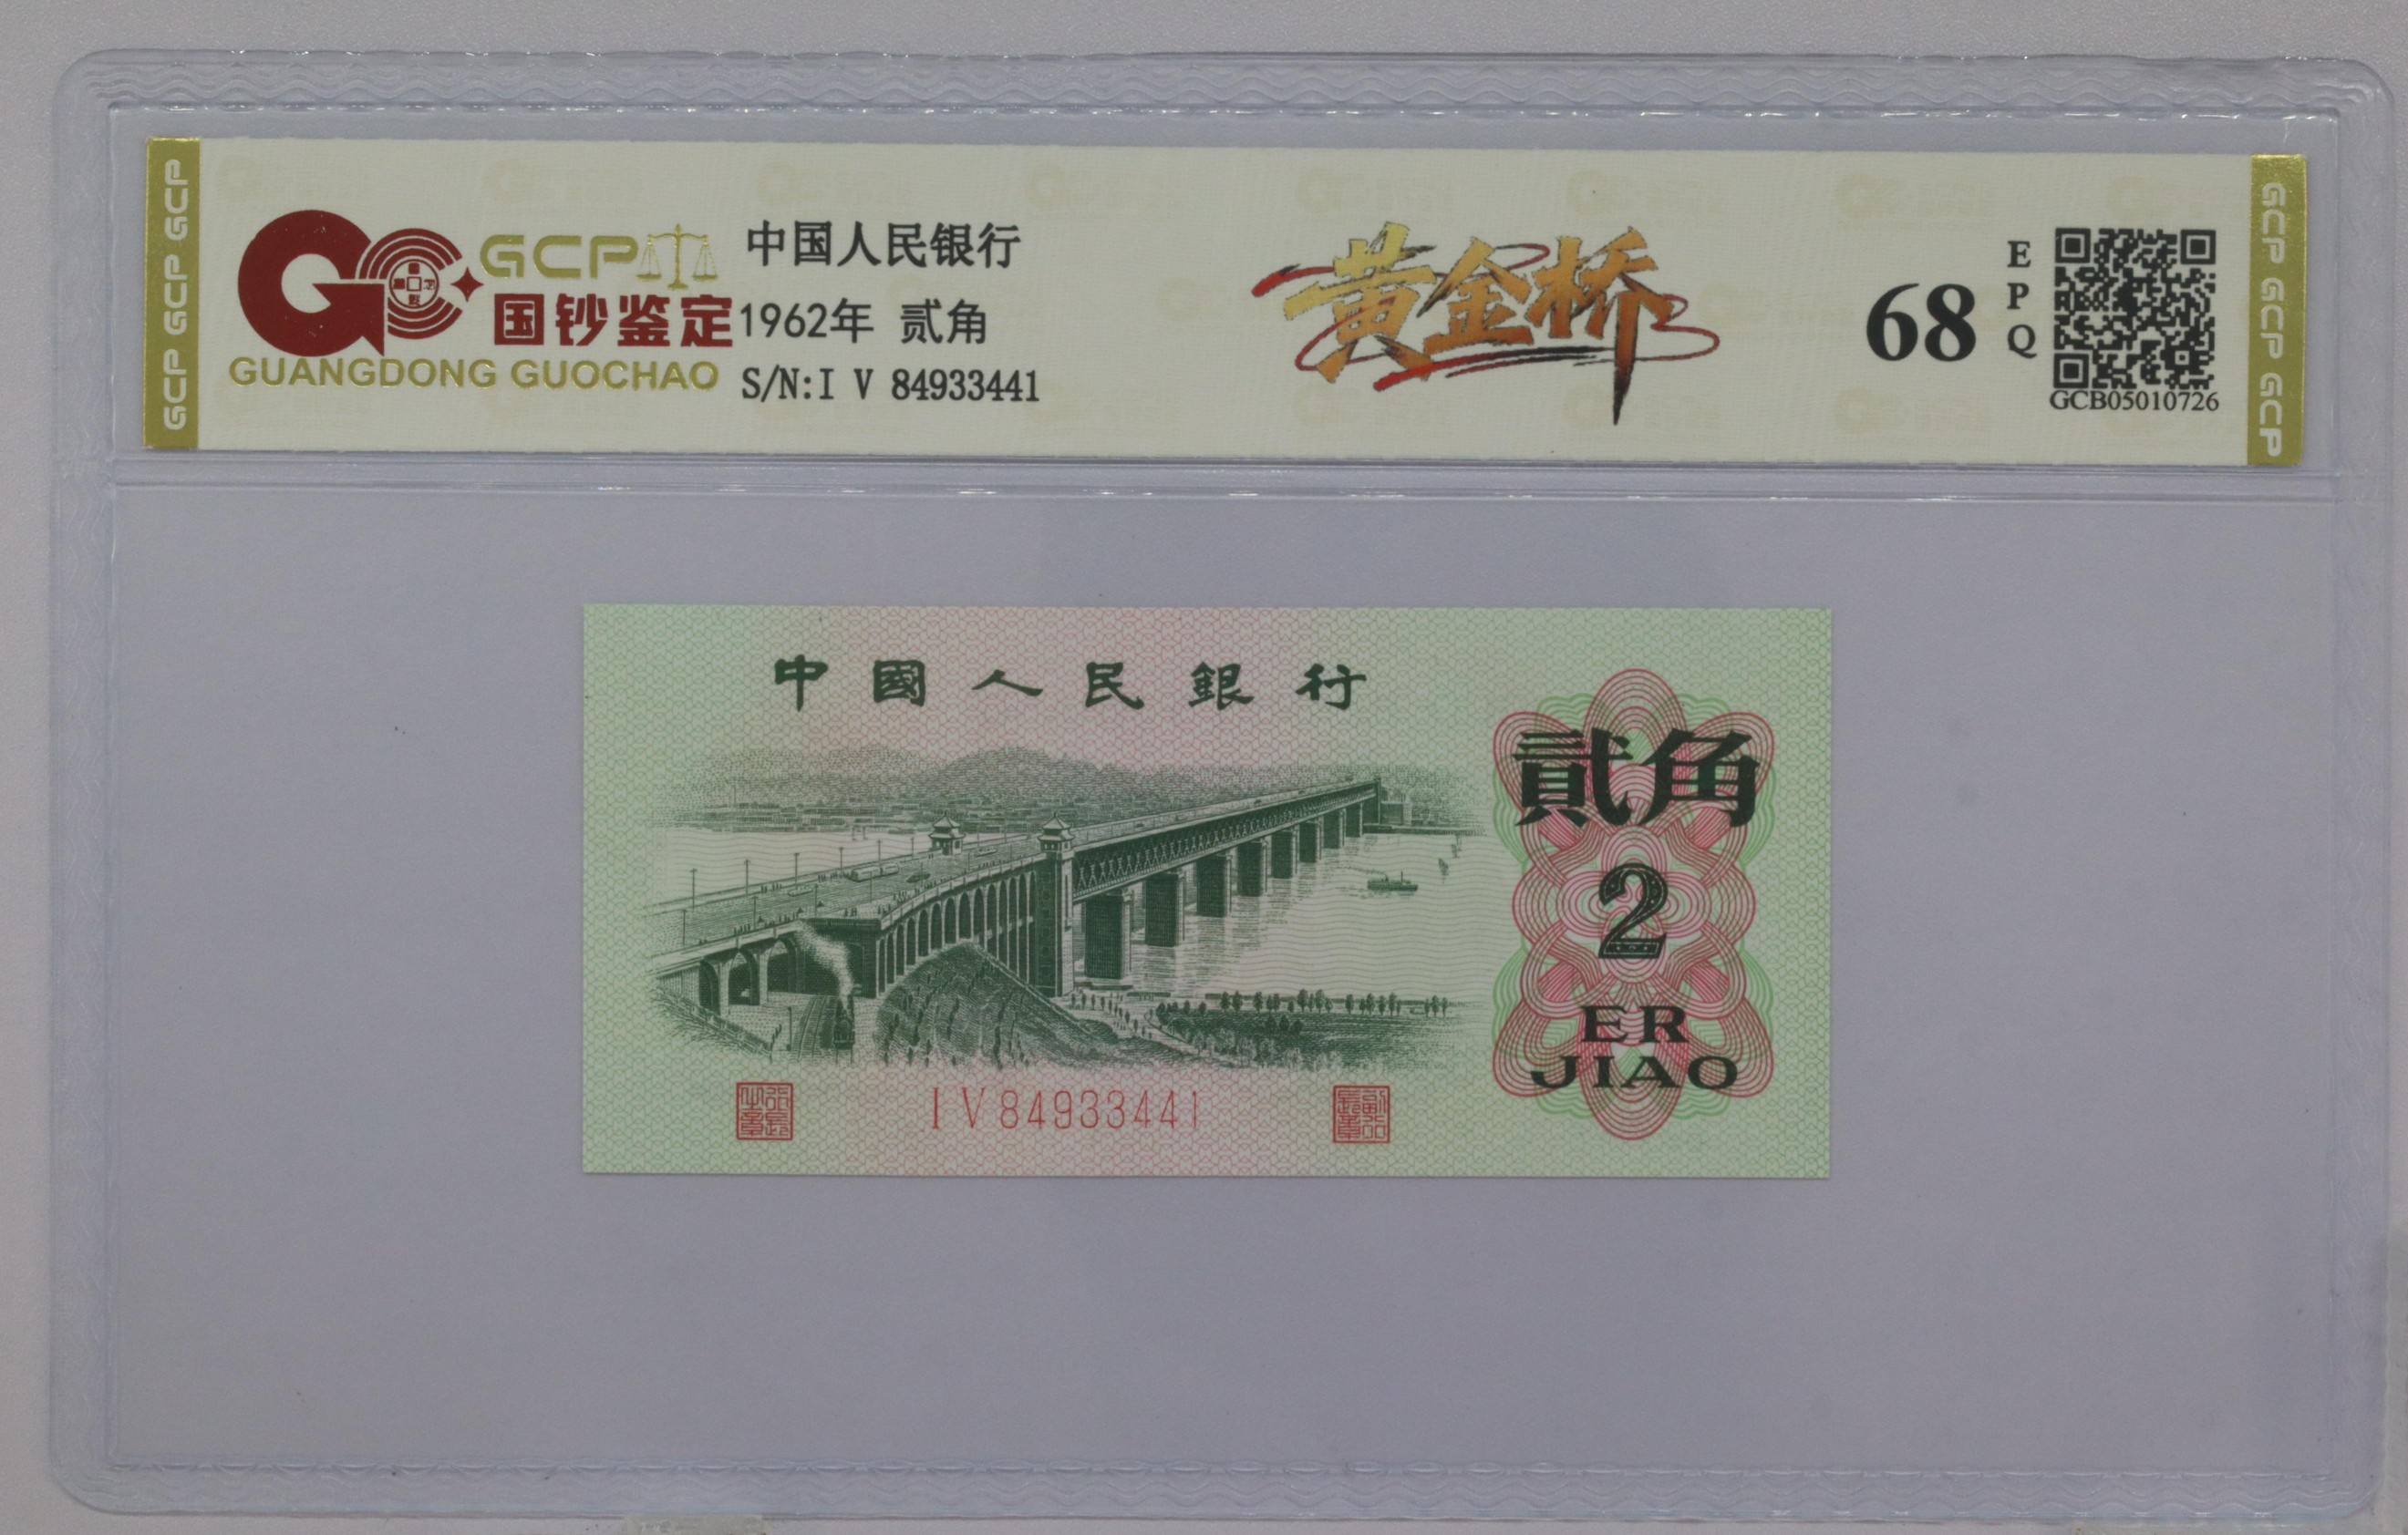 GCP GCP GCP
GCP
国钞鉴定
GUANGDONG GUOCHAO
中国人民银行
1962年 贰角
S/N:I V 84933441
黄金桥
68
EPQ
GCB05010726
GCP GCP GCP
中國人民銀行
貳角
2
ER
JIAO
I V 84933441